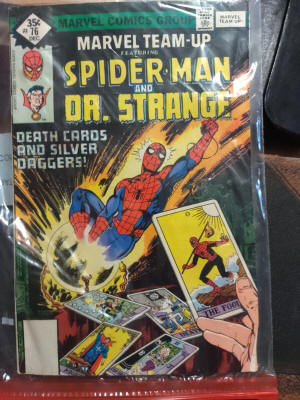 MARVEL COMICS GROUP
35¢
76
DEC
MARVEL
TEAM-UP
MARVEL TEAM-UP
FEATURING
SPIDER-MAN
AND
DR. STRANGE
DEATH CARDS
AND SILVER
DAGGERS!
THE FOOL